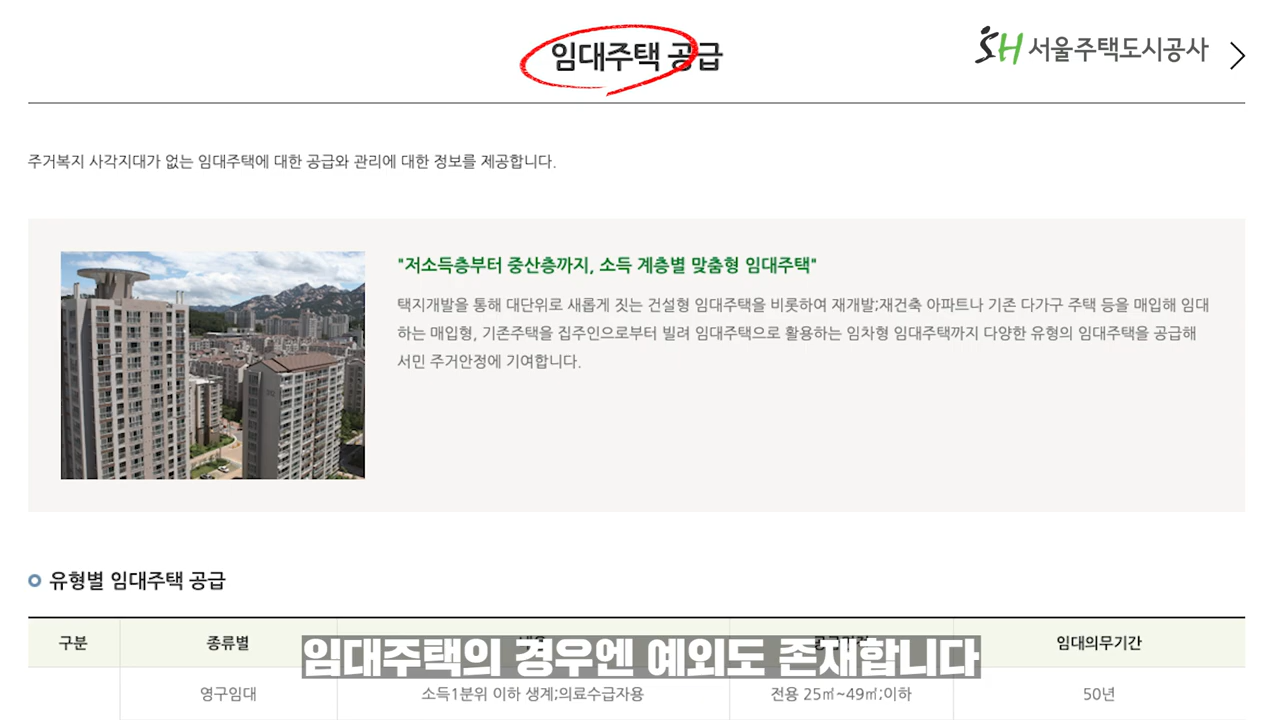 임대주택 공급
SH 서울주택도시공사
주거복지 사각지대가 없는 임대주택에 대한 공급와 관리에 대한 정보를 제공합니다.
"저소득층부터 중산층까지, 소득 계층별 맞춤형 임대주택"
택지개발을 통해 대단위로 새롭게 짓는 건설형 임대주택을 비롯하여 재개발;재건축 아파트나 기존 다가구 주택 등을 매입해 임대
하는 매입형, 기존주택을 집주인으로부터 빌려 임대주택으로 활용하는 임차형 임대주택까지 다양한 유형의 임대주택을 공급해
서민 주거안정에 기여합니다.
유형별 임대주택 공급
구분 종류별 임대의무기간
임대주택의 경우엔 예외도 존재합니다
영구임대 소득1분위 이하 생계;의료수급자용 전용 25㎡~49㎡;이하 50년